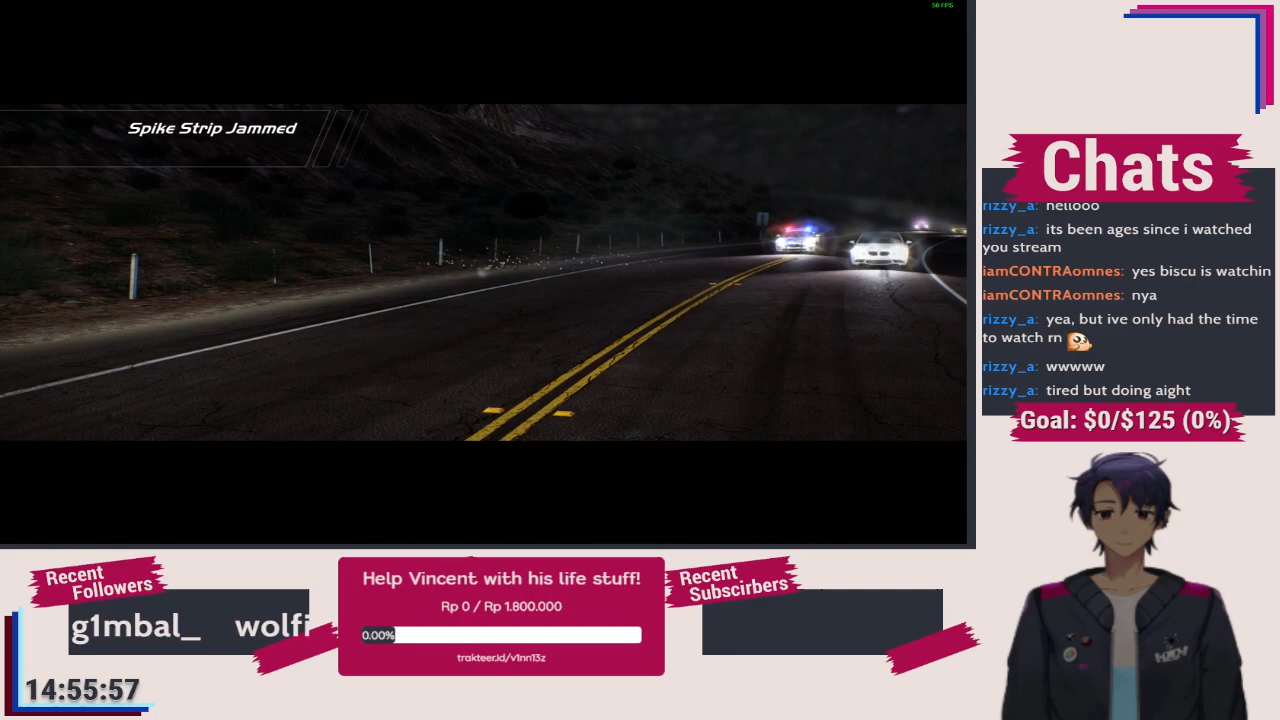 50 FPS
Spike Strip Jammed
Chats
rizzy_a: hellooo
rizzy_a: its been ages since i watched
you stream
iamCONTRAomnes: yes biscu is watchin
iamCONTRAomnes: nya
rizzy_a: yea, but ive only had the time
to watch rn
rizzy_a: wwwww
rizzy_a: tired but doing aight
Goal: $0/$125 (0%)
Recent
Followers
g1mbal_ wolfi
Help Vincent with his life stuff!
Rp 0 / Rp 1.800.000
0.00%
trakteer.id/v1nn13z
Recent
Subscirbers
14:55:57